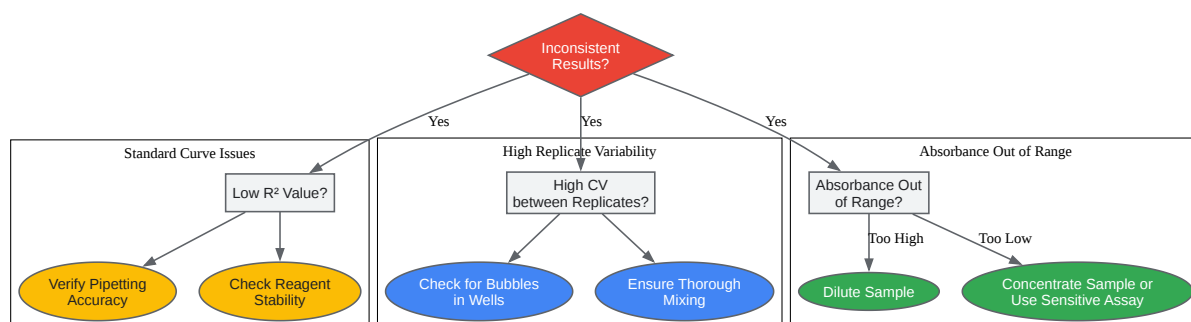 Inconsistent
Results?
Yes
Yes
Yes
Standard Curve Issues
High Replicate Variability
Absorbance Out of Range
Low R² Value?
High CV
between Replicates?
Absorbance Out
of Range?
Too High
Too Low
Verify Pipetting
Accuracy
Check Reagent
Stability
Check for Bubbles
in Wells
Ensure Thorough
Mixing
Dilute Sample
Concentrate Sample or
Use Sensitive Assay